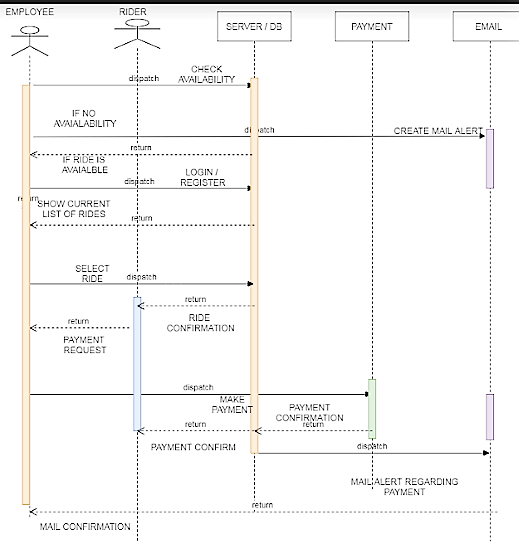 EMPLOYEE
RIDER
SERVER / DB
PAYMENT
EMAIL
CHECK
AVAILABILITY
dispatch
IF NO
AVAIALABILITY
dispatch
CREATE MAIL ALERT
return
IF RIDE IS
AVAIALBLE
dispatch
LOGIN /
REGISTER
return
SHOW CURRENT
LIST OF RIDES
return
SELECT
RIDE
dispatch
return
RIDE
CONFIRMATION
return
PAYMENT
REQUEST
dispatch
MAKE
PAYMENT
PAYMENT
CONFIRMATION
return
return
PAYMENT CONFIRM
dispatch
MAIL ALERT REGARDING
PAYMENT
return
MAIL CONFIRMATION